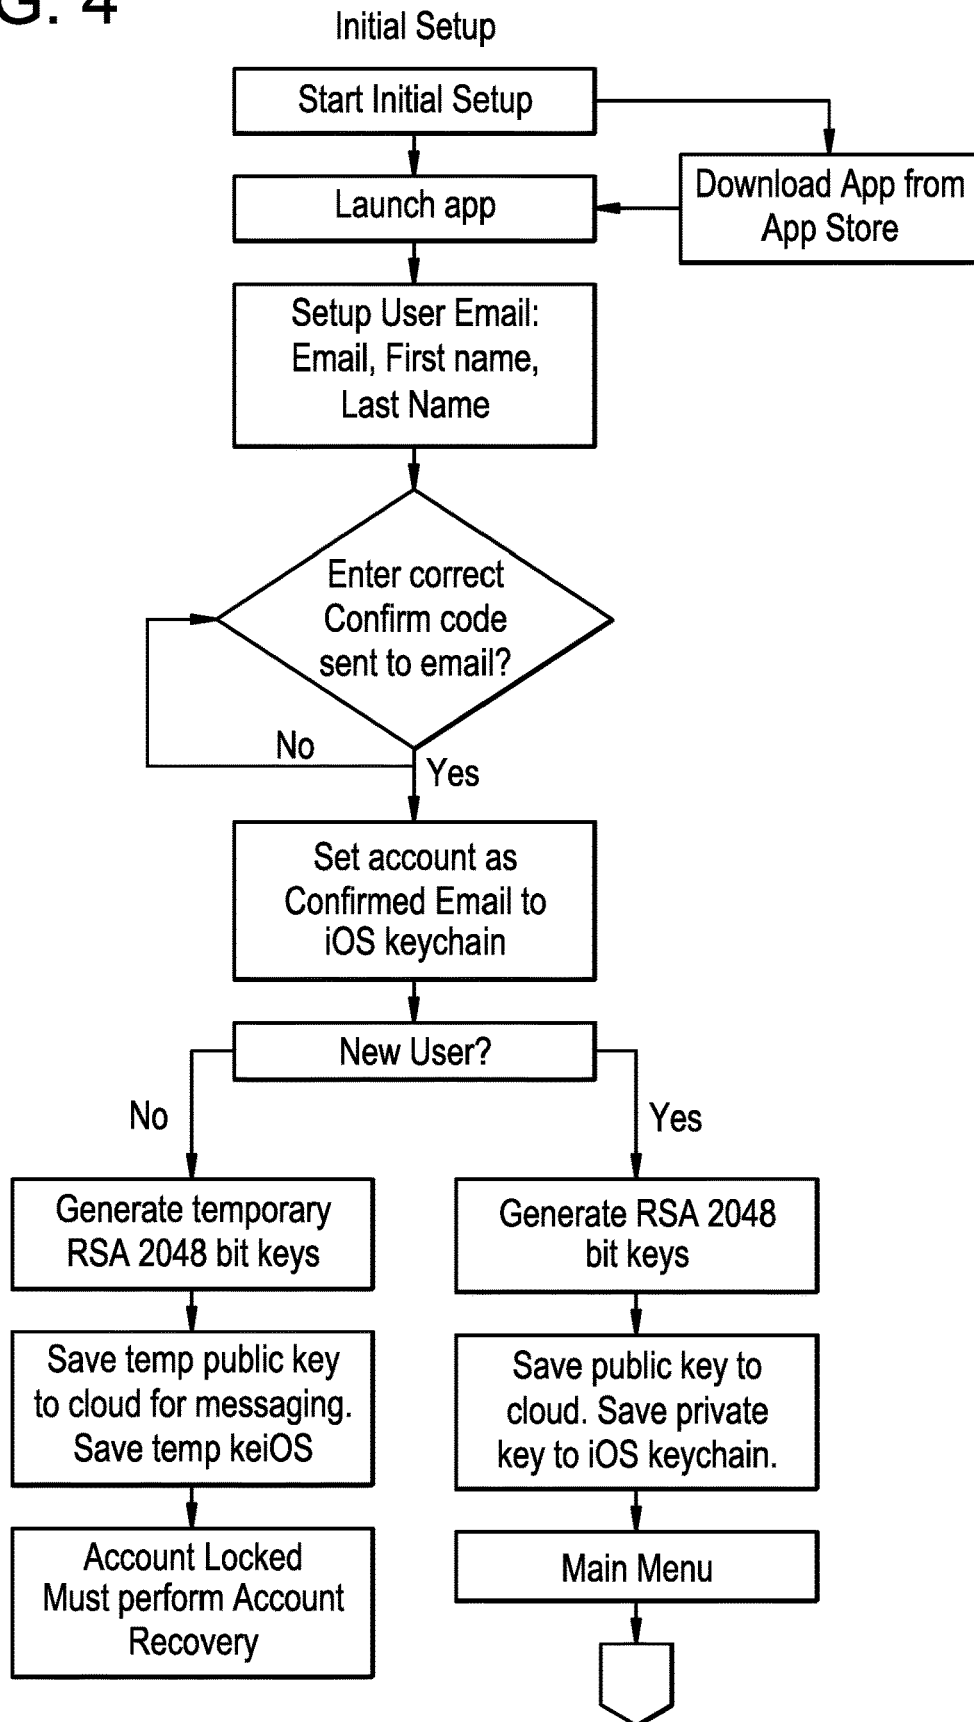 G. 4
Initial Setup
Start Initial Setup
Download App from
App Store
Launch app
Setup User Email:
Email, First name,
Last Name
Enter correct
Confirm code
sent to email?
No
Yes
Set account as
Confirmed Email to
iOS keychain
New User?
No
Yes
Generate temporary
RSA 2048 bit keys
Generate RSA 2048
bit keys
Save temp public key
to cloud for messaging.
Save temp keiOS
Save public key to
cloud. Save private
key to iOS keychain.
Account Locked
Must perform Account
Recovery
Main Menu